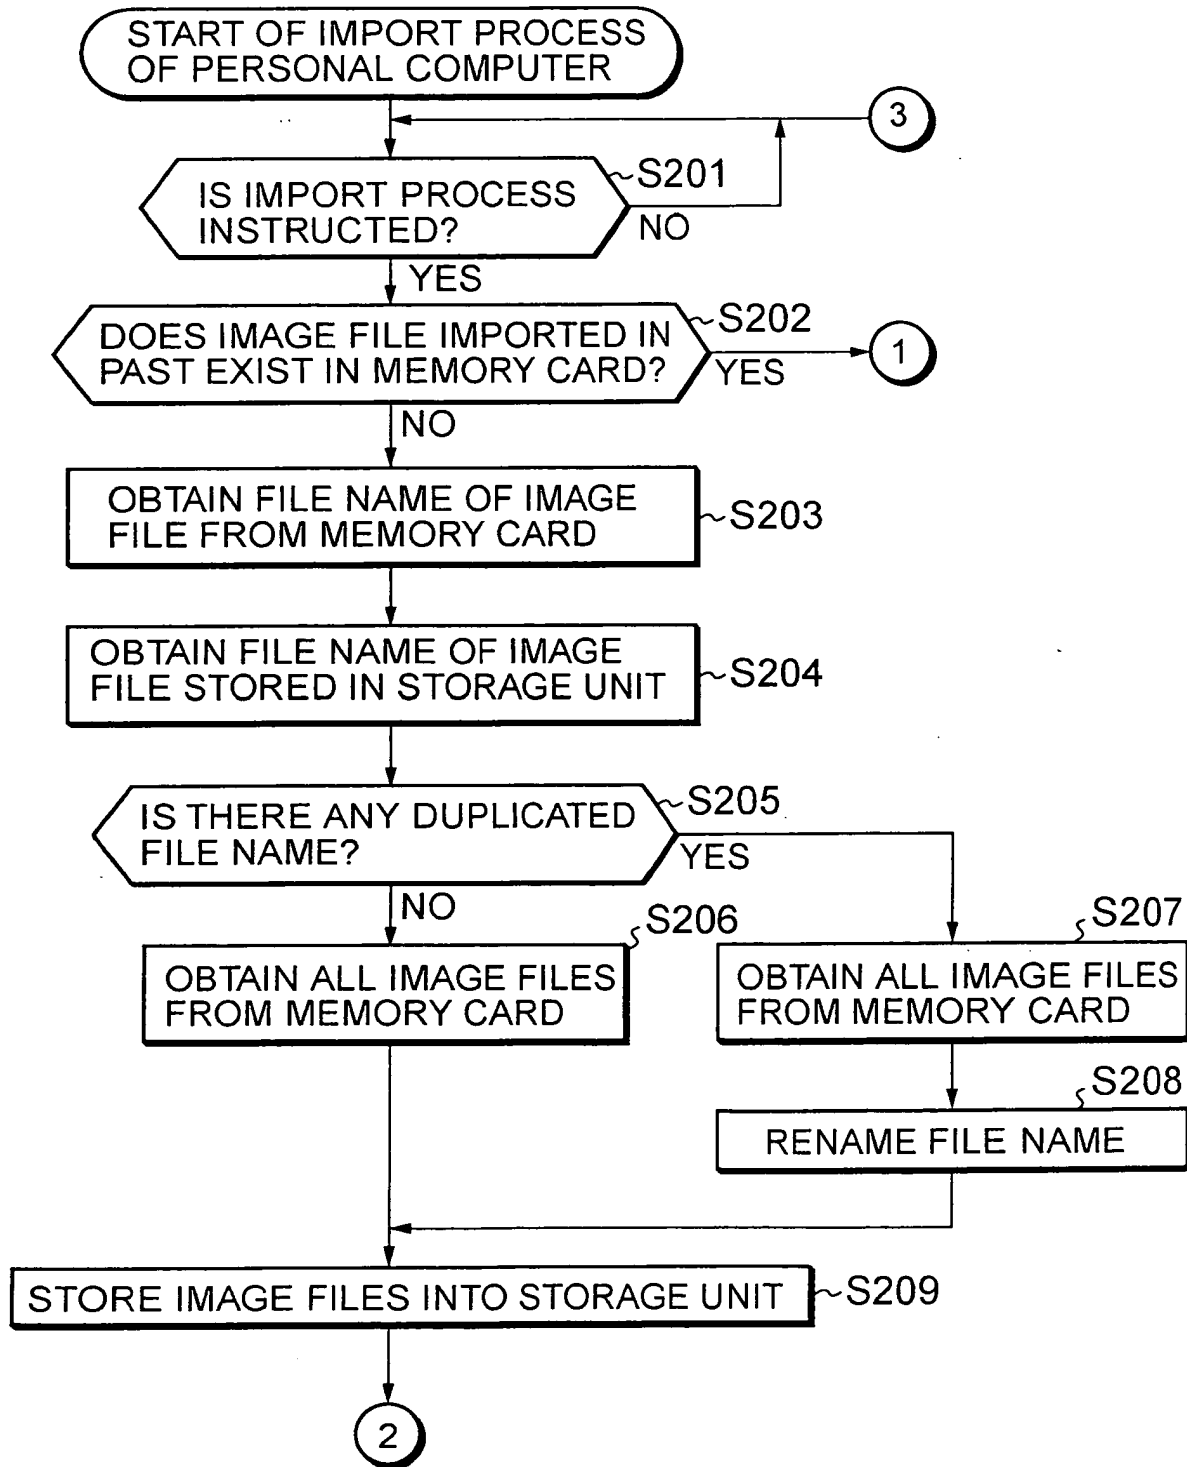 START OF IMPORT PROCESS
OF PERSONAL COMPUTER
3
S201
IS IMPORT PROCESS
INSTRUCTED?
NO
YES
S202
DOES IMAGE FILE IMPORTED IN
PAST EXIST IN MEMORY CARD?
YES
1
NO
OBTAIN FILE NAME OF IMAGE
FILE FROM MEMORY CARD
S203
OBTAIN FILE NAME OF IMAGE
FILE STORED IN STORAGE UNIT
S204
S205
IS THERE ANY DUPLICATED
FILE NAME?
YES
NO
S206
OBTAIN ALL IMAGE FILES
FROM MEMORY CARD
S207
OBTAIN ALL IMAGE FILES
FROM MEMORY CARD
S208
RENAME FILE NAME
STORE IMAGE FILES INTO STORAGE UNIT
S209
2